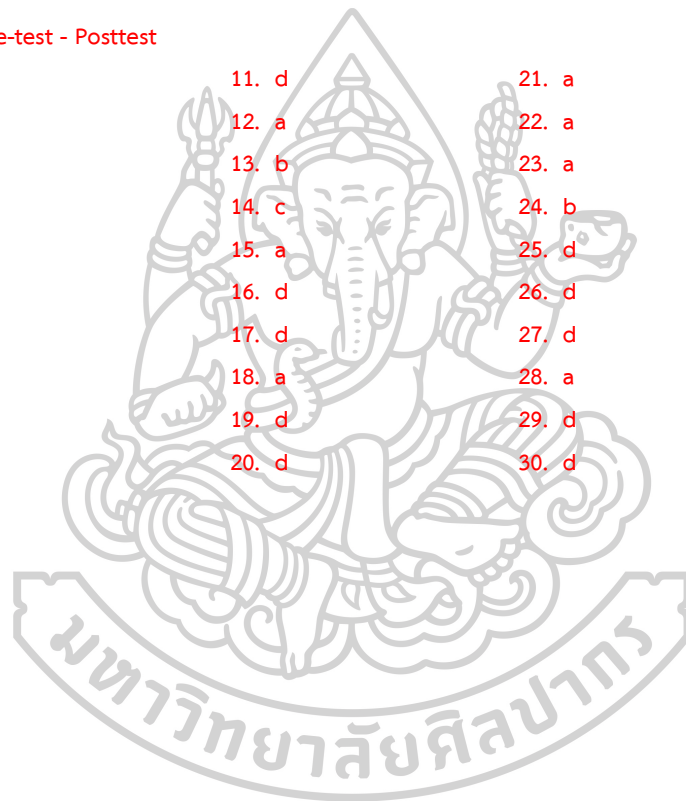 e-test - Posttest
11. d
12. a
13. b
14. c
15. a
16. d
17. d
18. a
19. d
20. d
21. a
22. a
23. a
24. b
25. d
26. d
27. d
28. a
29. d
30. d
มหาวิทยาลัยศิลปากร